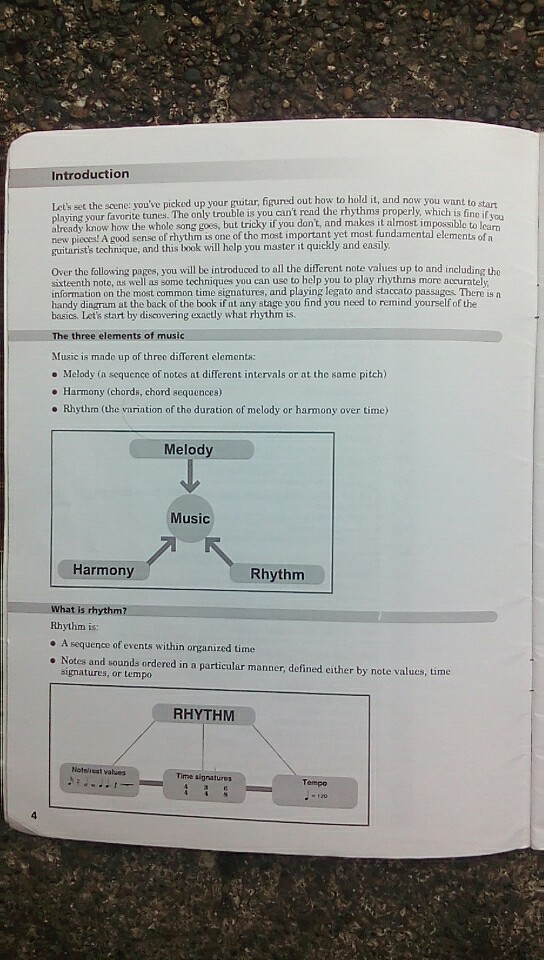 Introduction
Let's set the scene: you've picked up your guitar, figured out how to hold it, and now you want to start
playing your favorite tunes. The only trouble is you can't read the rhythms properly, which is fine if you
already know how the whole song goes, but tricky if you don't, and makes it almost impossible to learn
new pieces! A good sense of rhythm is one of the most important yet most fundamental elements of a
guitarist's technique, and this book will help you master it quickly and easily.
Over the following pages, you will be introduced to all the different note values up to and including the
sixteenth note, as well as some techniques you can use to help you to play rhythms more accurately,
information on the most common time signatures, and playing legato and staccato passages. There is a
handy diagram at the back of the book if at any stage you find you need to remind yourself of the
basics. Let's start by discovering exactly what rhythm is.
The three elements of music
Music is made up of three different elements:
• Melody (a sequence of notes at different intervals or at the same pitch)
• Harmony (chords, chord sequences)
• Rhythm (the variation of the duration of melody or harmony over time)
Melody
Music
Harmony
Rhythm
What is rhythm?
Rhythm is:
• A sequence of events within organized time
• Notes and sounds ordered in a particular manner, defined either by note values, time
signatures, or tempo
RHYTHM
Note/rest values
Time signatures
4 3 6
4 4 8
Tempo
♩ = 120
4